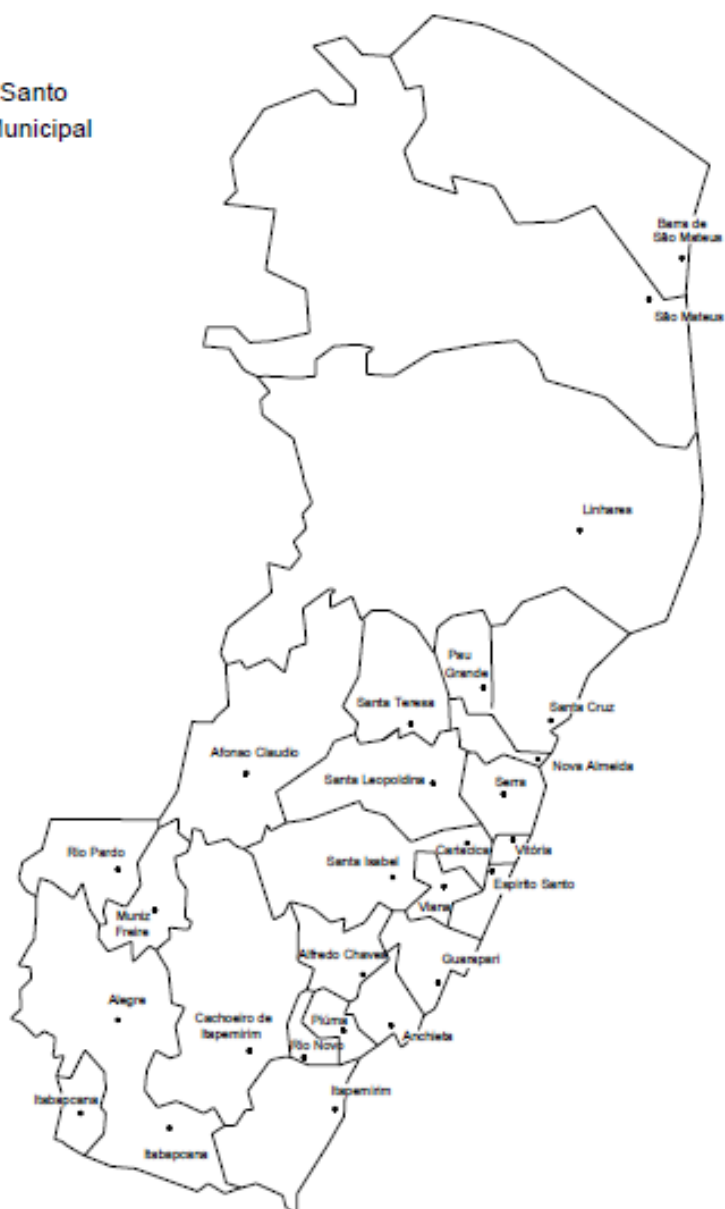 Santo
Municipal
Barra de
São Mateus
São Mateus
Linhares
Pau
Grande
Santa Teresa
Santa Cruz
Afonso Claudio
Nova Almeida
Santa Leopoldina
Serra
Rio Pardo
Santa Isabel
Cariacica
Vitória
Espírito Santo
Viana
Muniz
Freire
Alfredo Chaves
Guarapari
Alegre
Cachoeiro de
Itapemirim
Piúma
Anchieta
Rio Novo
Itabapoana
Itapemirim
Itabapoana